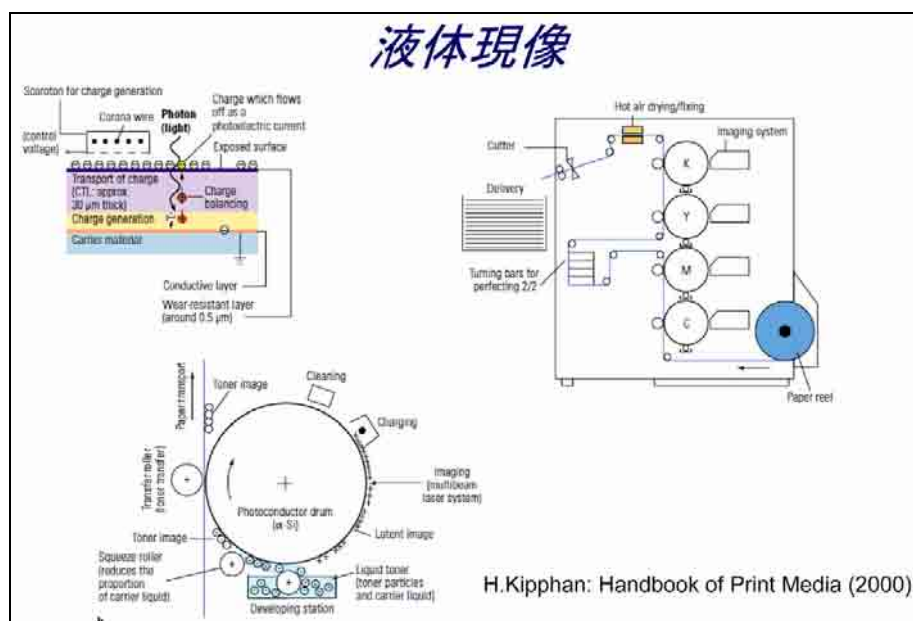 液体現像
Scoroton for charge generation
Corona wire
(control
voltage)
Photon
(light)
Charge which flows
off as a
photoelectric current
Exposed surface
Transport of charge
(CTL: approx.
30 µm thick)
Charge
balancing
Charge generation
Carrier material
Conductive layer
Wear-resistant layer
(around 0.5 µm)
Hot air drying/fixing
Imaging system
Cutter
K
Delivery
Y
Turning bars for
perfecting 2/2
M
C
Paper reel
Paper transport
Toner image
Cleaning
Charging
Transfer roller
(toner transfer)
Imaging
(multibeam
laser system)
Photoconductor drum
(α-Si)
Latent image
Toner image
Squeeze roller
(reduces the
proportion
of carrier liquid)
Liquid toner
(toner particles
and carrier liquid)
Developing station
H.Kipphan: Handbook of Print Media (2000)